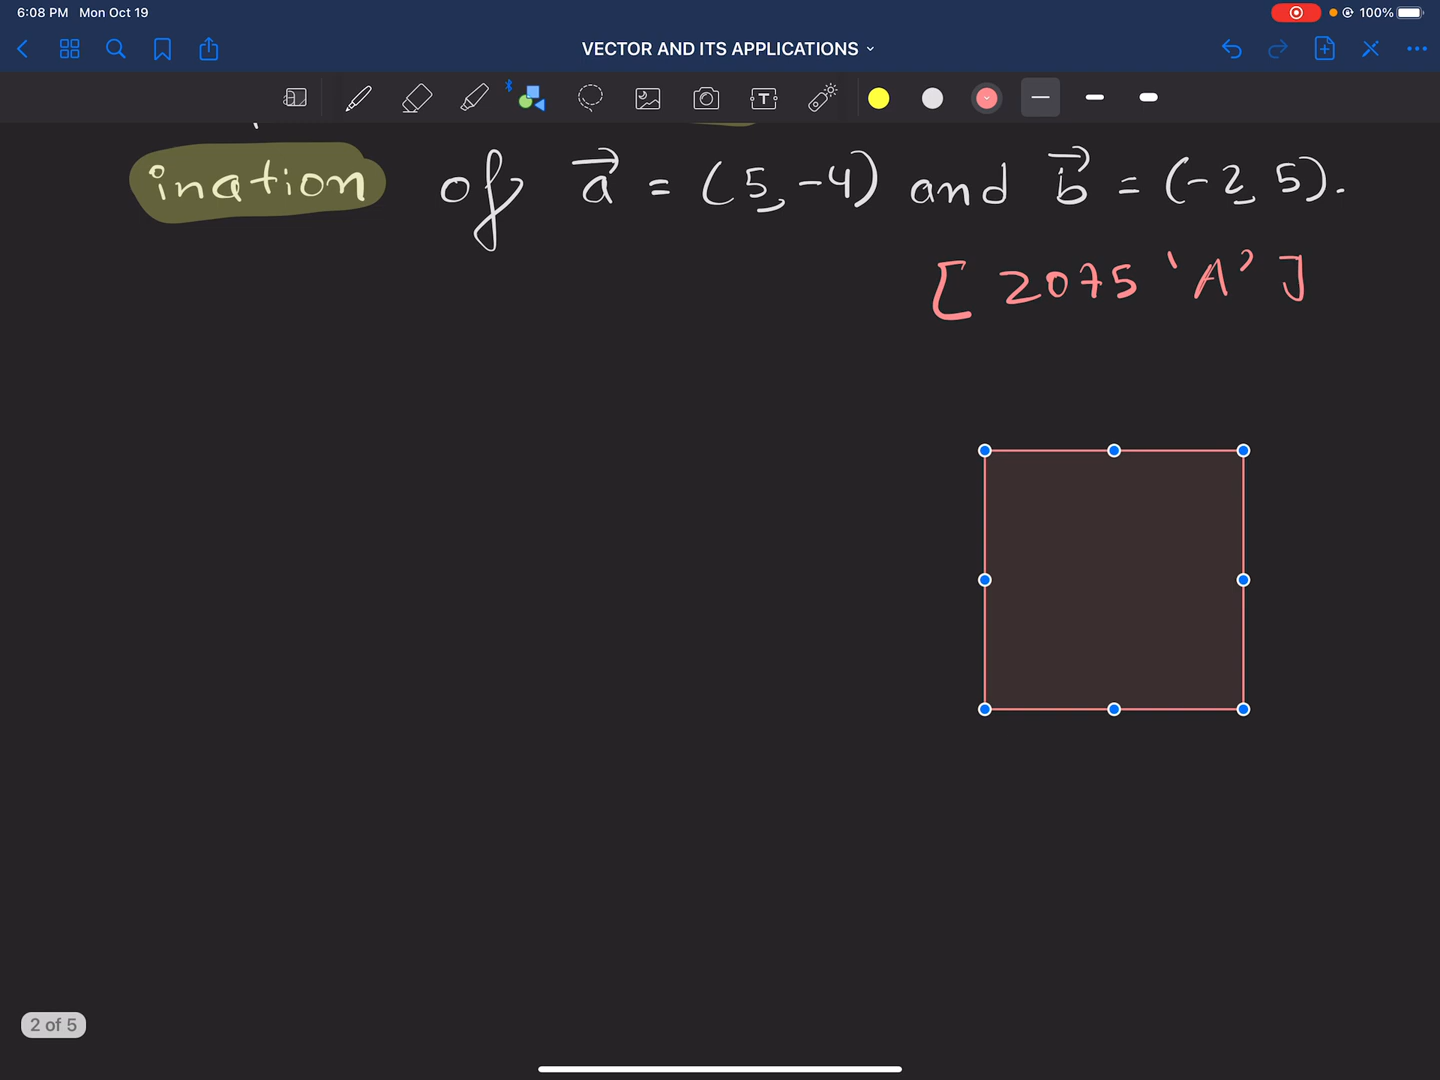 6:08 PM Mon Oct 19
100%
VECTOR AND ITS APPLICATIONS
T
ination of a⃗ = (5, -4) and b⃗ = (-2, 5).
[ 2075 'A' ]
2 of 5